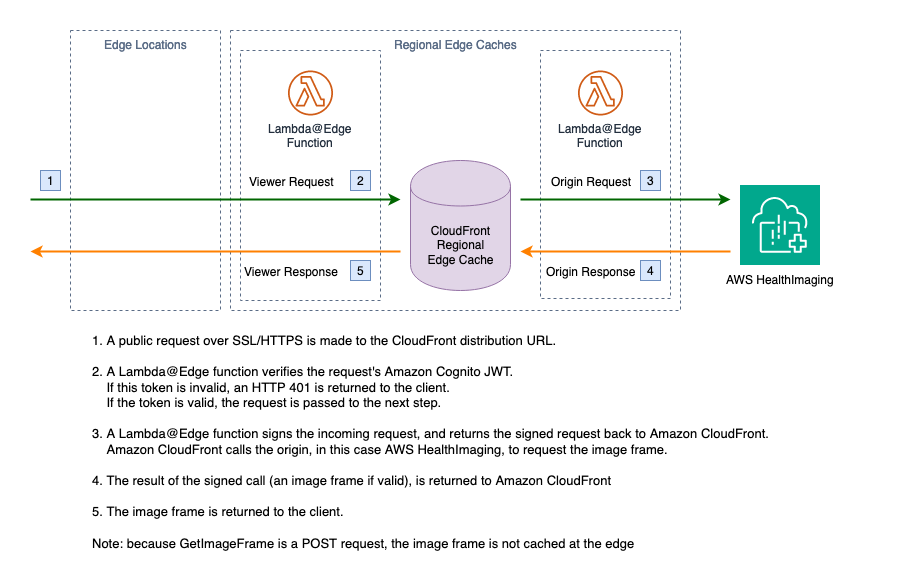 Edge Locations
Regional Edge Caches
Lambda@Edge
Function
Lambda@Edge
Function
1
Viewer Request
2
Origin Request
3
CloudFront
Regional
Edge Cache
Viewer Response
5
Origin Response
4
AWS HealthImaging
1. A public request over SSL/HTTPS is made to the CloudFront distribution URL.
2. A Lambda@Edge function verifies the request's Amazon Cognito JWT.
If this token is invalid, an HTTP 401 is returned to the client.
If the token is valid, the request is passed to the next step.
3. A Lambda@Edge function signs the incoming request, and returns the signed request back to Amazon CloudFront.
Amazon CloudFront calls the origin, in this case AWS HealthImaging, to request the image frame.
4. The result of the signed call (an image frame if valid), is returned to Amazon CloudFront
5. The image frame is returned to the client.
Note: because GetImageFrame is a POST request, the image frame is not cached at the edge